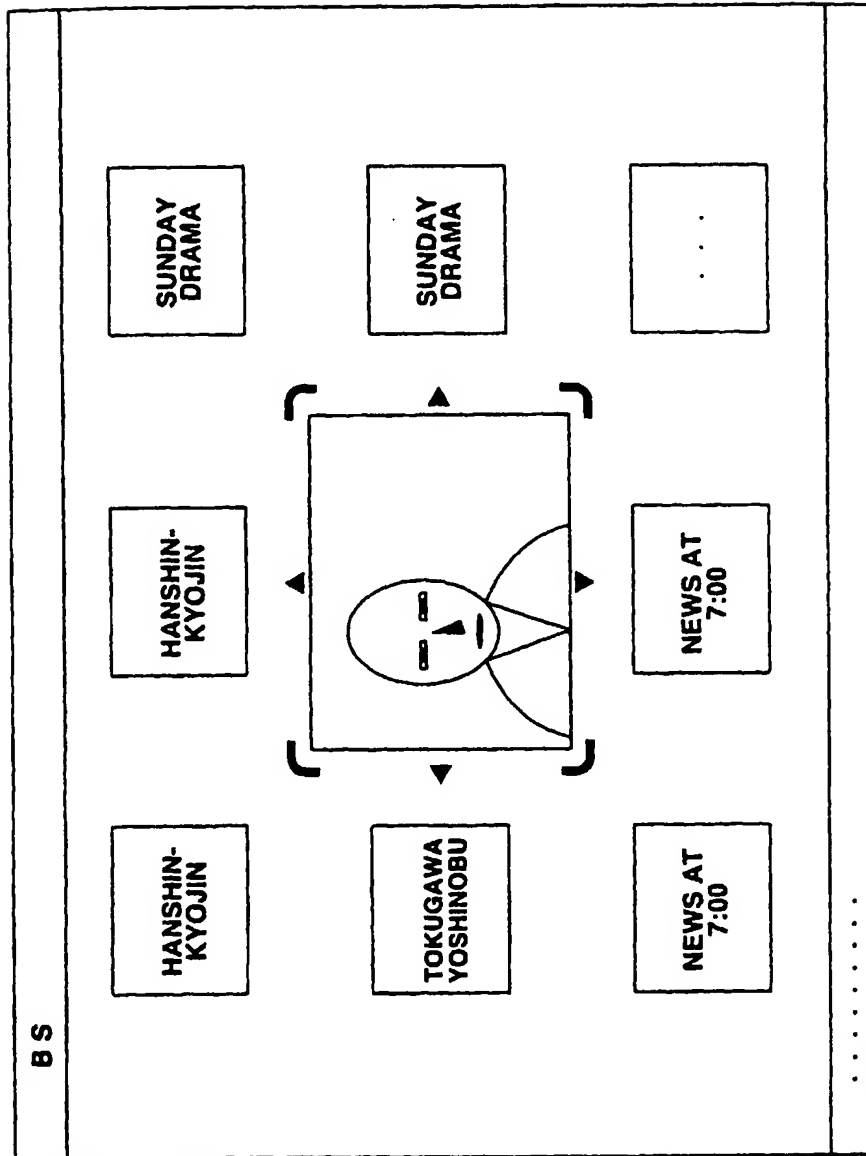 BS
HANSHIN-
KYOJIN
HANSHIN-
KYOJIN
SUNDAY
DRAMA
TOKUGAWA
YOSHINOBU
SUNDAY
DRAMA
NEWS AT
7:00
NEWS AT
7:00
. . .
. . . . . . . . . .